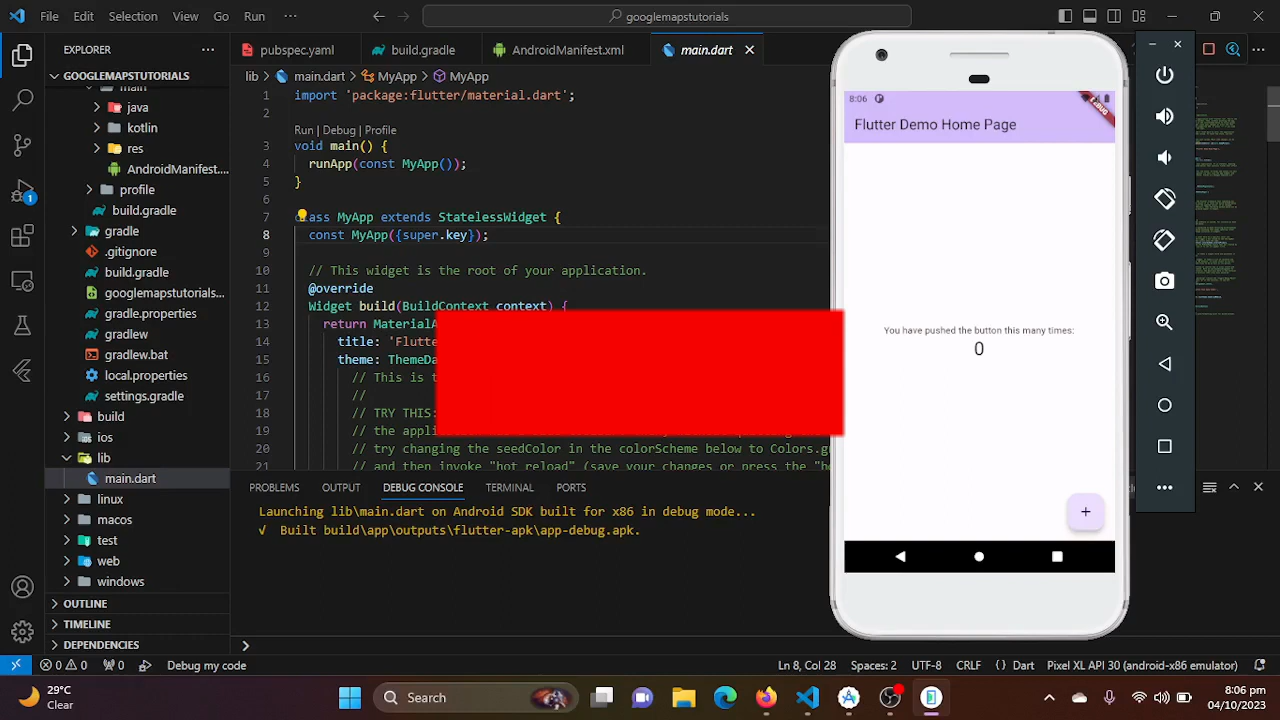 File
Edit
Go
Run
googlemapstutorials
EXPLORER
pubspec.yaml
build.gradle
AndroidManifest.xml
main.dart
GOOGLEMAPSTUTORIALS
lib > main.dart > MyApp > MyApp
main
java
kotlin
res
AndroidManifest...
profile
build.gradle
gradle
.gitignore
build.gradle
googlemapstutorials...
gradle.properties
gradlew
gradlew.bat
local.properties
settings.gradle
build
ios
lib
main.dart
linux
macos
test
web
windows
OUTLINE
TIMELINE
DEPENDENCIES
1 import 'package:flutter/material.dart';
2
Run | Debug | Profile
3 void main() {
4 runApp(const MyApp());
5 }
6
7 class MyApp extends StatelessWidget {
8 const MyApp({super.key});
9
10 // This widget is the root of your application.
11 @override
12 Widget build(BuildContext context) {
13 return MaterialA
'Flutte
15 theme: ThemeDa
16 // This is t
17 //
18 // TRY THIS:
19 // the appli
20 // try changing the seedColor in the colorScheme below to Colors.g
21 // and then invoke "hot reload" (save your changes or press the "h
PROBLEMS
OUTPUT
DEBUG CONSOLE
TERMINAL
PORTS
Launching lib\main.dart on Android SDK built for x86 in debug mode...
√ Built build\app\outputs\flutter-apk\app-debug.apk.
8:06
DEBUG
Flutter Demo Home Page
You have pushed the button this many times:
0
+
0 0 0 Debug my code
Ln 8, Col 28 Spaces: 2 UTF-8 CRLF {} Dart Pixel XL API 30 (android-x86 emulator)
29°C
Clear
Search
8:06 pm
04/10/2023